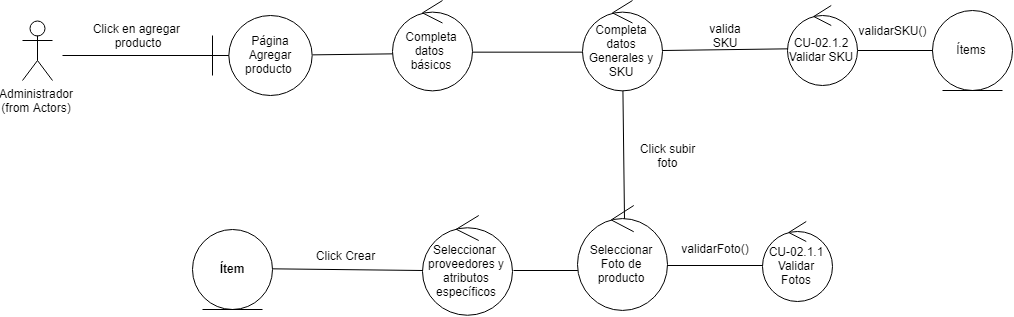 Click en agregar
producto
Administrador
(from Actors)
Página
Agregar
producto
Completa
datos
básicos
Completa
datos
Generales y
SKU
valida
SKU
CU-02.1.2
Validar SKU
validarSKU()
Ítems
Click subir
foto
Ítem
Click Crear
Seleccionar
proveedores y
atributos
específicos
Seleccionar
Foto de
producto
validarFoto()
CU-02.1.1
Validar
Fotos